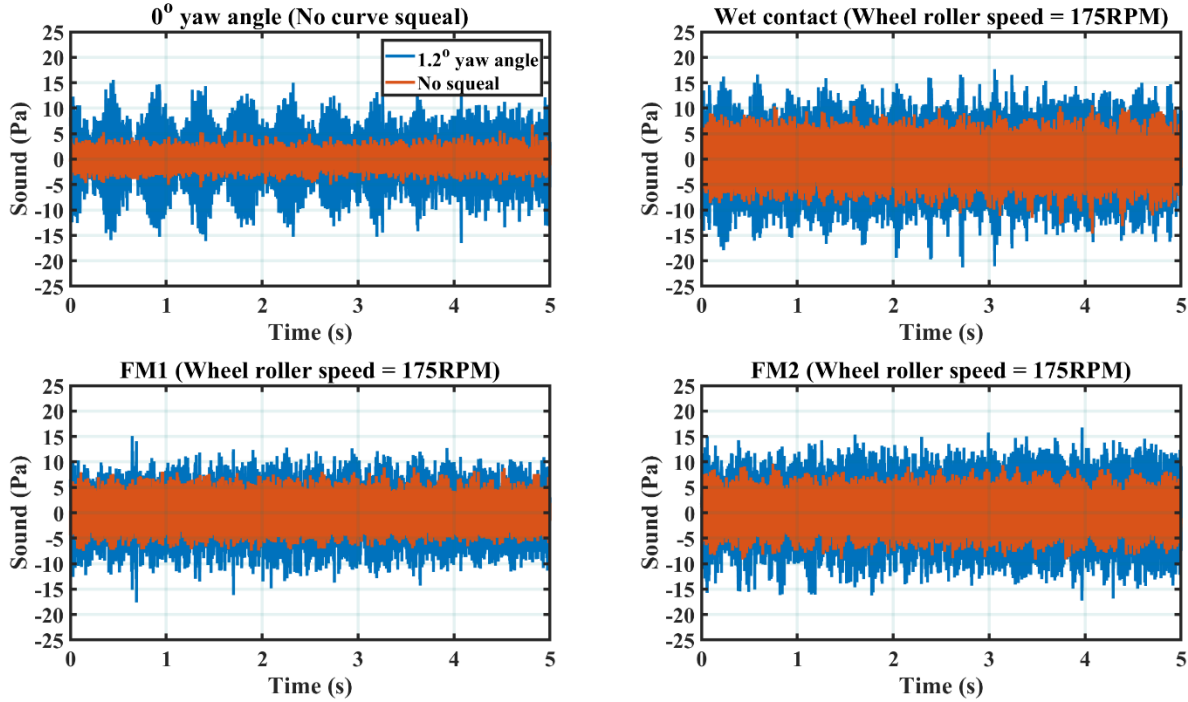 0° yaw angle (No curve squeal)
25
20
15
10
5
0
-5
-10
-15
-20
-25
Sound (Pa)
1.2° yaw angle
No squeal
0 1 2 3 4 5
Time (s)
Wet contact (Wheel roller speed = 175RPM)
25
20
15
10
5
0
-5
-10
-15
-20
-25
Sound (Pa)
0 1 2 3 4 5
Time (s)
FM1 (Wheel roller speed = 175RPM)
25
20
15
10
5
0
-5
-10
-15
-20
-25
Sound (Pa)
0 1 2 3 4 5
Time (s)
FM2 (Wheel roller speed = 175RPM)
25
20
15
10
5
0
-5
-10
-15
-20
-25
Sound (Pa)
0 1 2 3 4 5
Time (s)